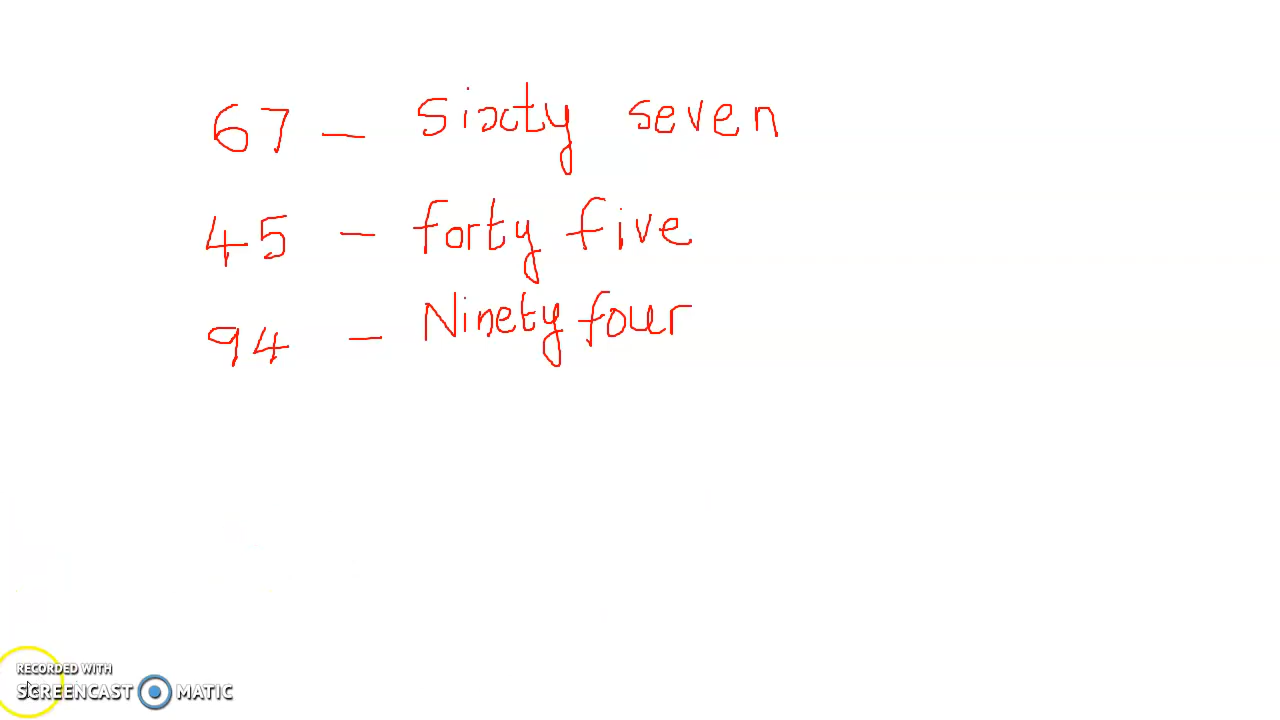 67 - Sixty seven
45 - forty five
94 - Ninety four
RECORDED WITH
SCREENCAST MATIC